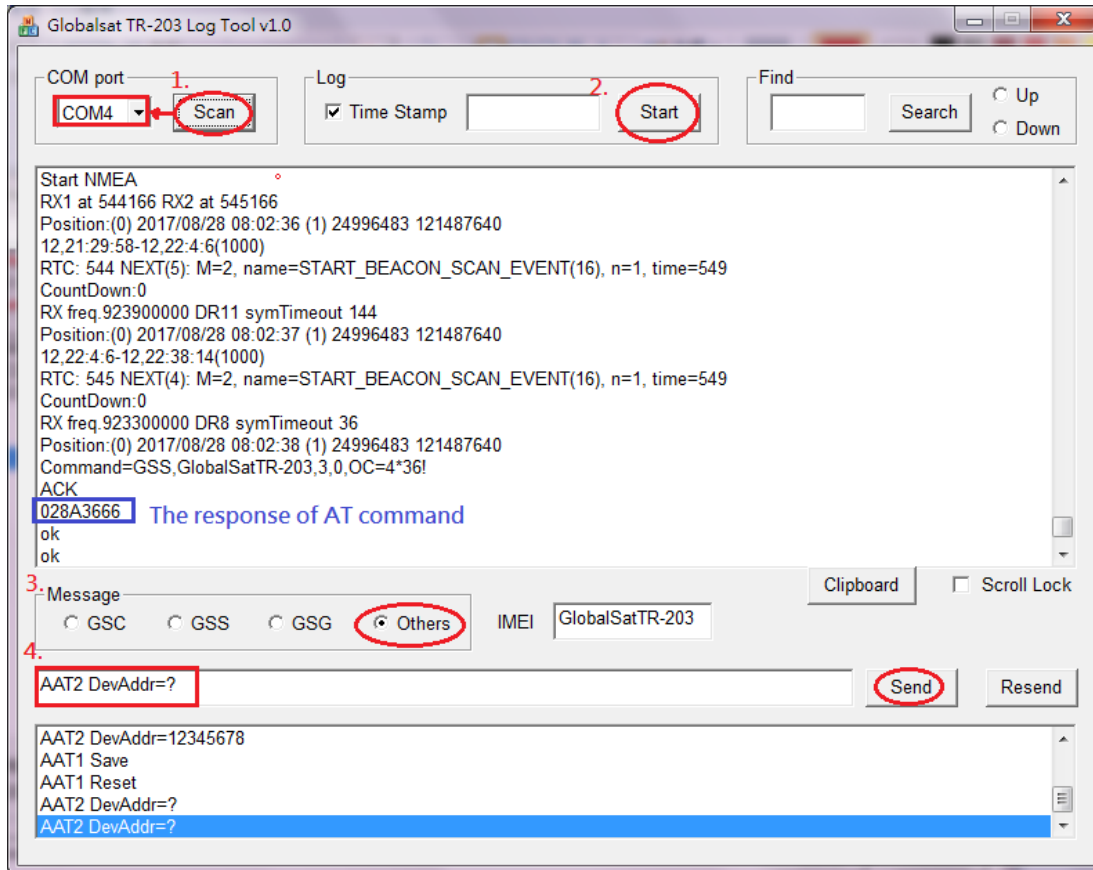 Globalsat TR-203 Log Tool v1.0
COM port
1.
Log
2.
Find
COM4
Scan
Time Stamp
Start
Search
Up
Down
Start NMEA
RX1 at 544166 RX2 at 545166
Position:(0) 2017/08/28 08:02:36 (1) 24996483 121487640
12,21:29:58-12,22:4:6(1000)
RTC: 544 NEXT(5): M=2, name=START_BEACON_SCAN_EVENT(16), n=1, time=549
CountDown:0
RX freq.923900000 DR11 symTimeout 144
Position:(0) 2017/08/28 08:02:37 (1) 24996483 121487640
12,22:4:6-12,22:38:14(1000)
RTC: 545 NEXT(4): M=2, name=START_BEACON_SCAN_EVENT(16), n=1, time=549
CountDown:0
RX freq.923300000 DR8 symTimeout 36
Position:(0) 2017/08/28 08:02:38 (1) 24996483 121487640
Command=GSS,GlobalSatTR-203,3,0,OC=4*36!
ACK
028A3666 The response of AT command
ok
ok
3.
Message
GSC GSS GSG Others
IMEI GlobalSatTR-203
Clipboard
Scroll Lock
4.
AAT2 DevAddr=?
Send
Resend
AAT2 DevAddr=12345678
AAT1 Save
AAT1 Reset
AAT2 DevAddr=?
AAT2 DevAddr=?